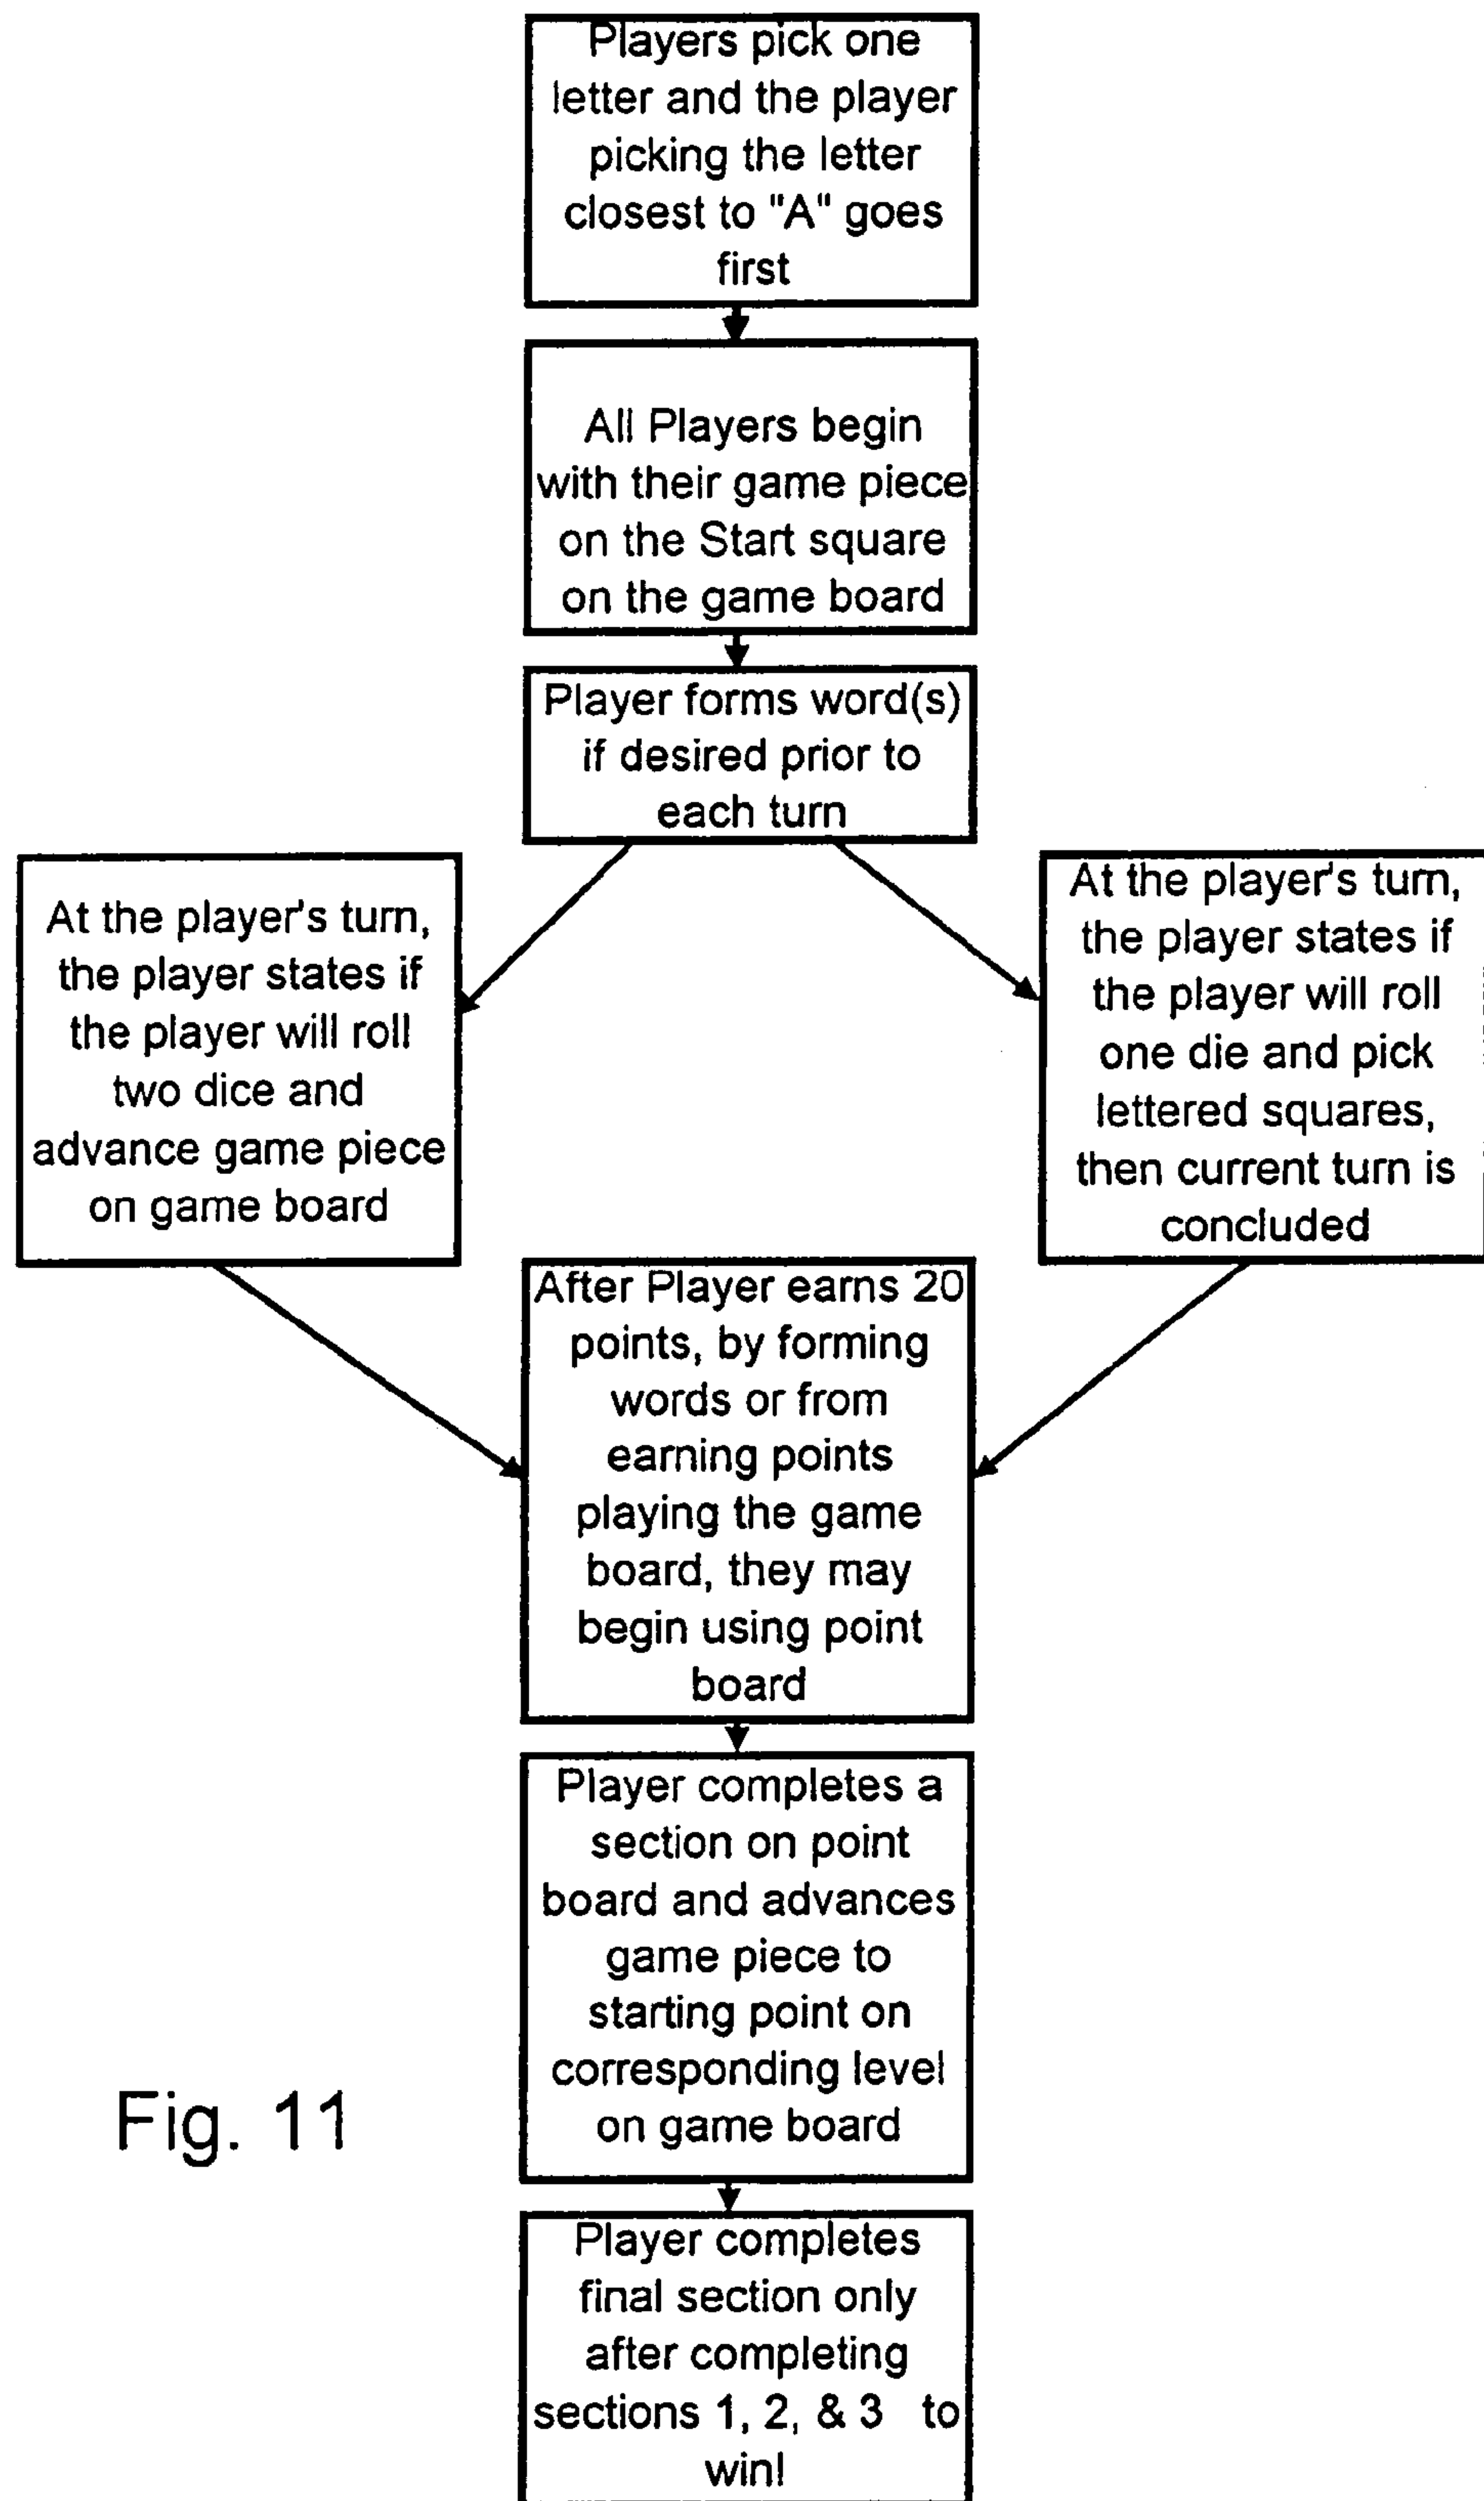 Players pick one
letter and the player
picking the letter
closest to "A" goes
first
All Players begin
with their game piece
on the Start square
on the game board
Player forms word(s)
if desired prior to
each turn
At the player's turn,
the player states if
the player will roll
two dice and
advance game piece
on game board
At the player's turn,
the player states if
the player will roll
one die and pick
lettered squares,
then current turn is
concluded
After Player earns 20
points, by forming
words or from
earning points
playing the game
board, they may
begin using point
board
Player completes a
section on point
board and advances
game piece to
starting point on
corresponding level
on game board
Fig. 11
Player completes
final section only
after completing
sections 1, 2, & 3 to
win!